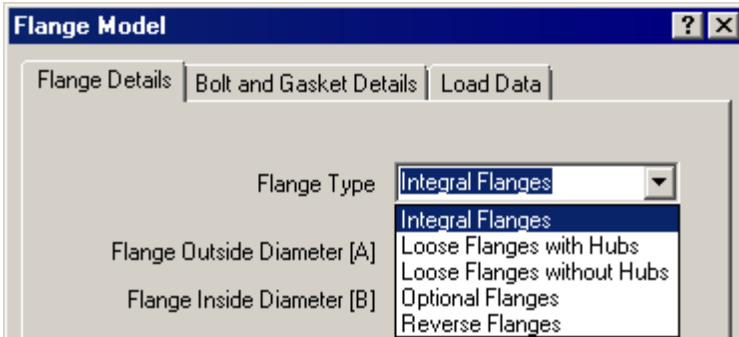 Flange Model
Flange Details Bolt and Gasket Details Load Data
Flange Type Integral Flanges
Integral Flanges
Flange Outside Diameter [A] Loose Flanges with Hubs
Loose Flanges without Hubs
Flange Inside Diameter [B] Optional Flanges
Reverse Flanges